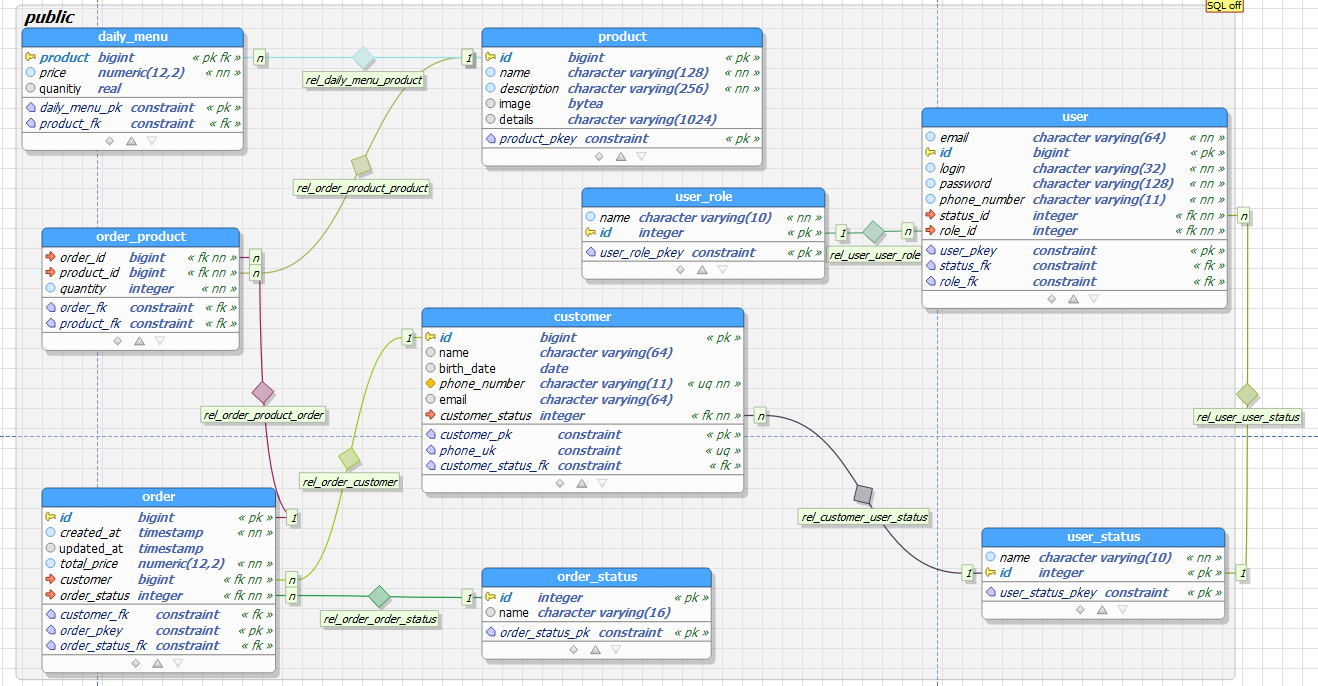 SQL off
public
daily_menu
product bigint « pk fk »
price numeric(12,2) « nn »
quanitiy real
daily_menu_pk constraint « pk »
product_fk constraint « fk »
n
1
rel_daily_menu_product
product
id bigint « pk »
name character varying(128) « nn »
description character varying(256) « nn »
image bytea
details character varying(1024)
product_pkey constraint « pk »
rel_order_product_product
user
email character varying(64) « nn »
id bigint « pk »
login character varying(32) « nn »
password character varying(128) « nn »
phone_number character varying(11) « nn »
status_id integer « fk nn »
role_id integer « fk nn »
user_pkey constraint « pk »
status_fk constraint « fk »
role_fk constraint « fk »
n
user_role
name character varying(10) « nn »
id integer « pk »
user_role_pkey constraint « pk »
1
n
rel_user_user_role
order_product
order_id bigint « fk nn »
product_id bigint « fk nn »
quantity integer « nn »
order_fk constraint « fk »
product_fk constraint « fk »
n
n
customer
id bigint « pk »
name character varying(64)
birth_date date
phone_number character varying(11) « uq nn »
email character varying(64)
customer_status integer « fk nn »
customer_pk constraint « pk »
phone_uk constraint « uq »
customer_status_fk constraint « fk »
1
n
rel_order_product_order
rel_user_user_status
rel_order_customer
rel_customer_user_status
order
id bigint « pk »
created_at timestamp « nn »
updated_at timestamp
total_price numeric(12,2) « nn »
customer bigint « fk nn »
order_status integer « fk nn »
customer_fk constraint « fk »
order_pkey constraint « pk »
order_status_fk constraint « fk »
1
n
n
rel_order_order_status
1
order_status
id integer « pk »
name character varying(16)
order_status_pk constraint « pk »
user_status
name character varying(10) « nn »
id integer « pk »
user_status_pkey constraint « pk »
1
1